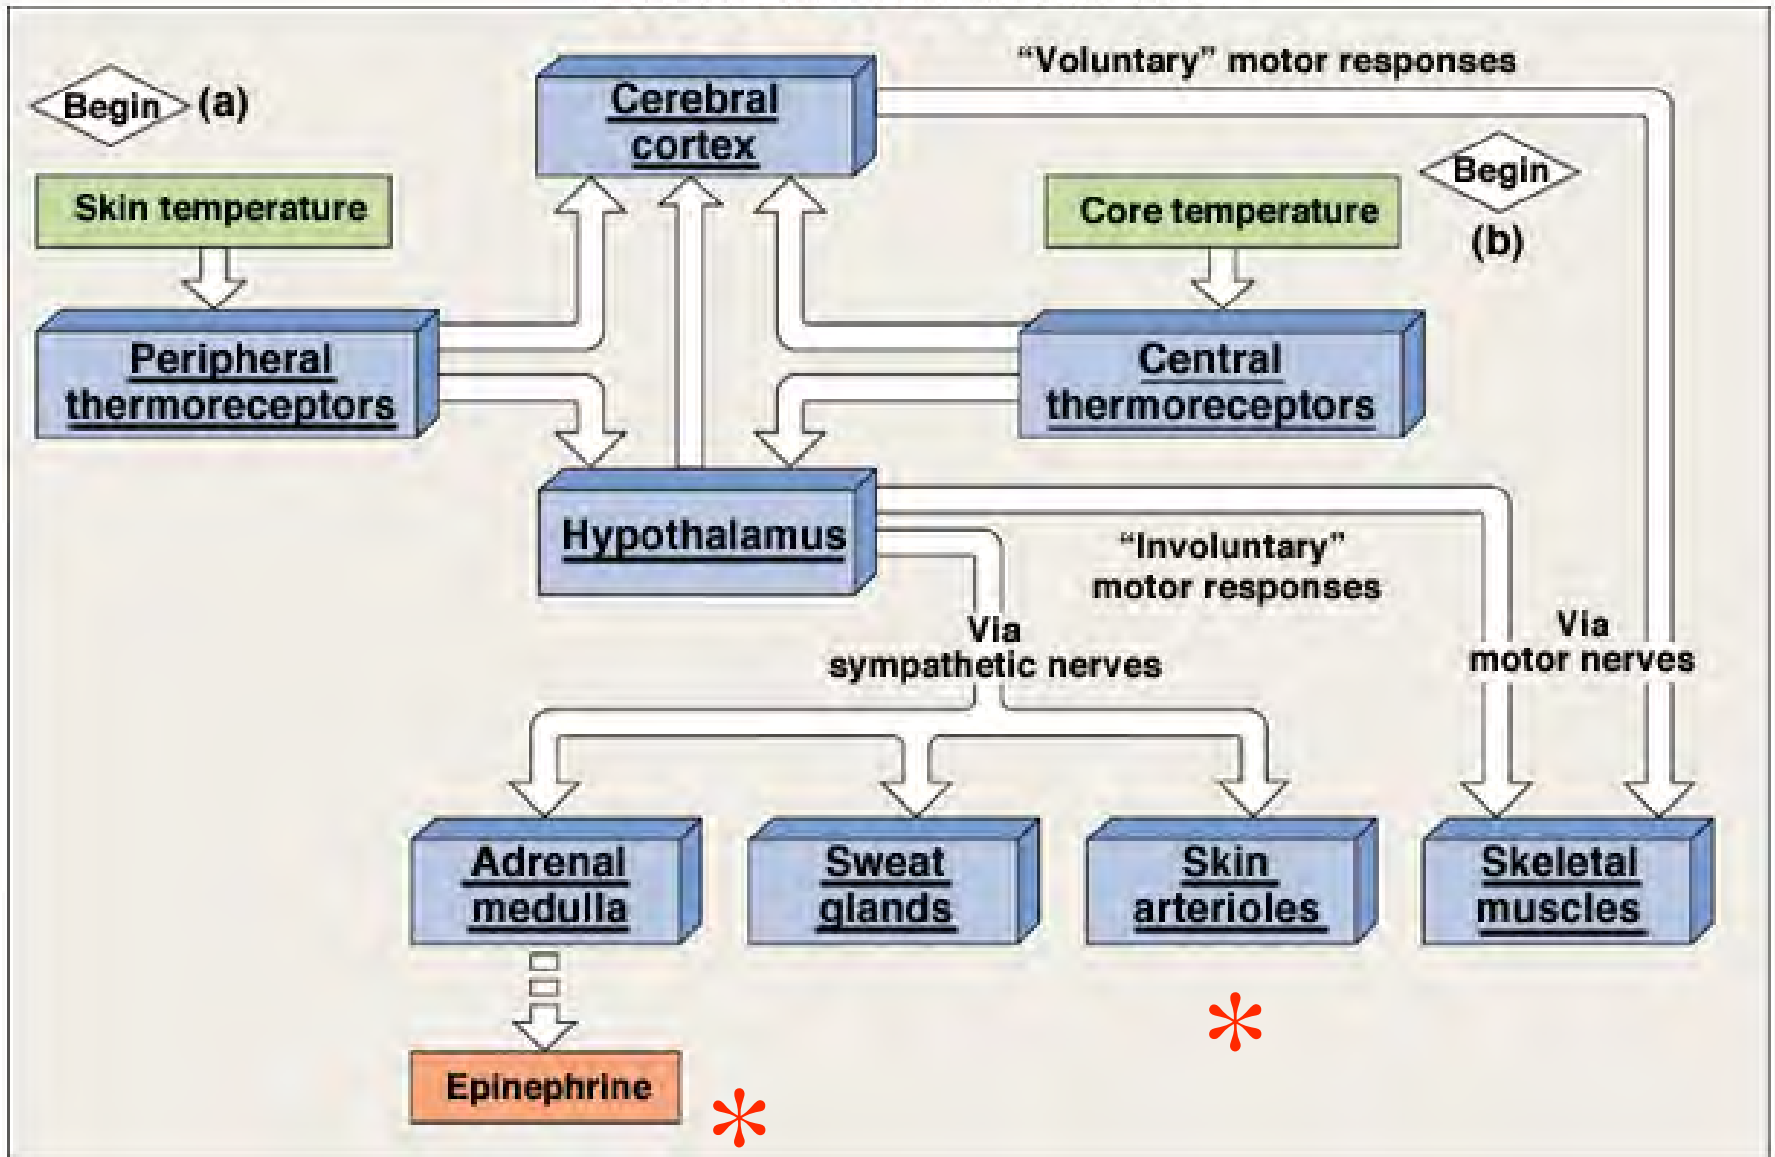 “Voluntary” motor responses
Begin
(a)
Cerebral
cortex
Begin
(b)
Skin temperature
Core temperature
Peripheral
thermoreceptors
Central
thermoreceptors
Hypothalamus
“Involuntary”
motor responses
Via
sympathetic nerves
Via
motor nerves
Adrenal
medulla
Sweat
glands
Skin
arterioles
Skeletal
muscles
*
Epinephrine
*